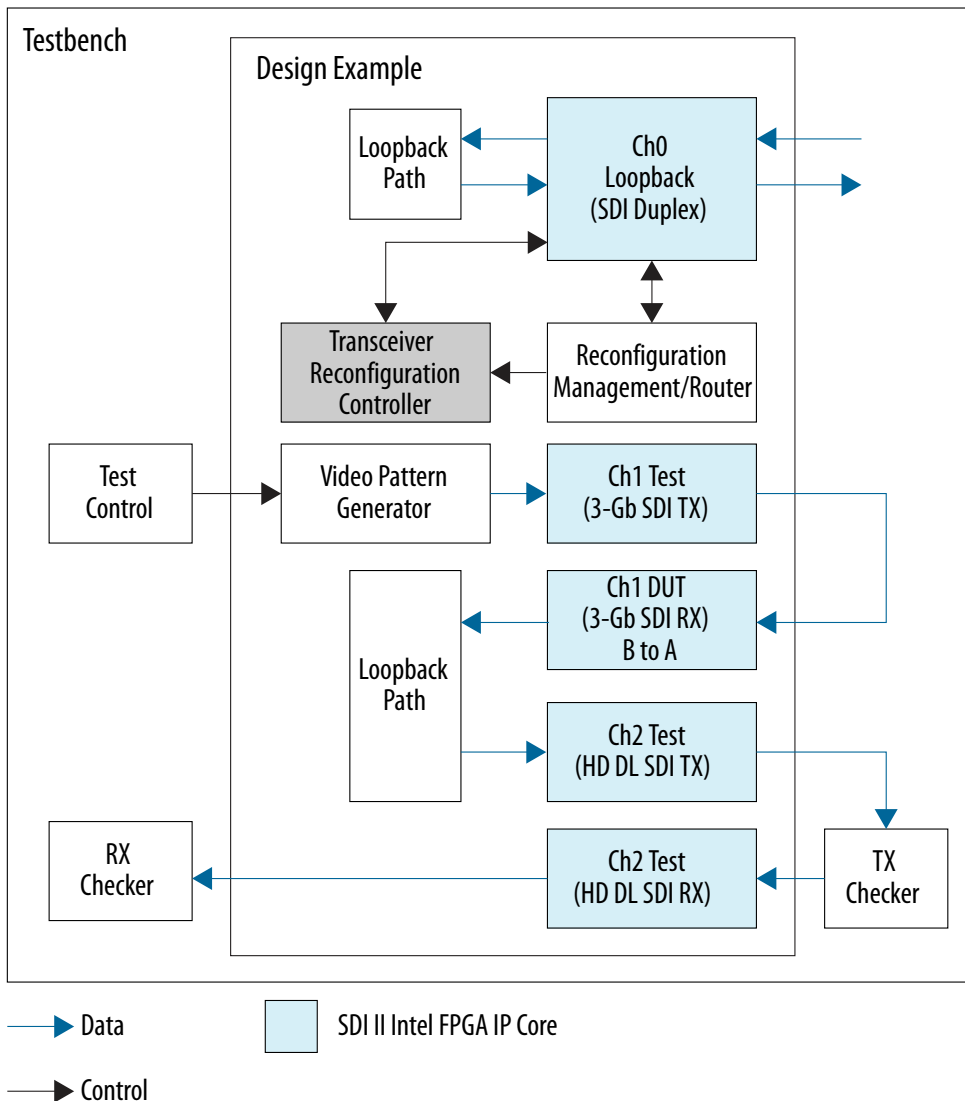 Testbench
Design Example
Loopback
Path
Ch0
Loopback
(SDI Duplex)
Transceiver
Reconfiguration
Controller
Reconfiguration
Management/Router
Test
Control
Video Pattern
Generator
Ch1 Test
(3-Gb SDI TX)
Ch1 DUT
(3-Gb SDI RX)
B to A
Loopback
Path
Ch2 Test
(HD DL SDI TX)
RX
Checker
Ch2 Test
(HD DL SDI RX)
TX
Checker
Data
SDI II Intel FPGA IP Core
Control